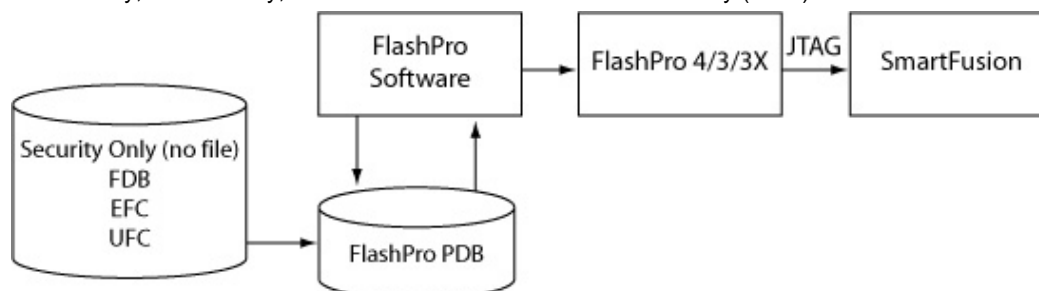 FlashPro
Software
FlashPro 4/3/3X
JTAG
SmartFusion
Security Only (no file)
FDB
EFC
UFC
FlashPro PDB